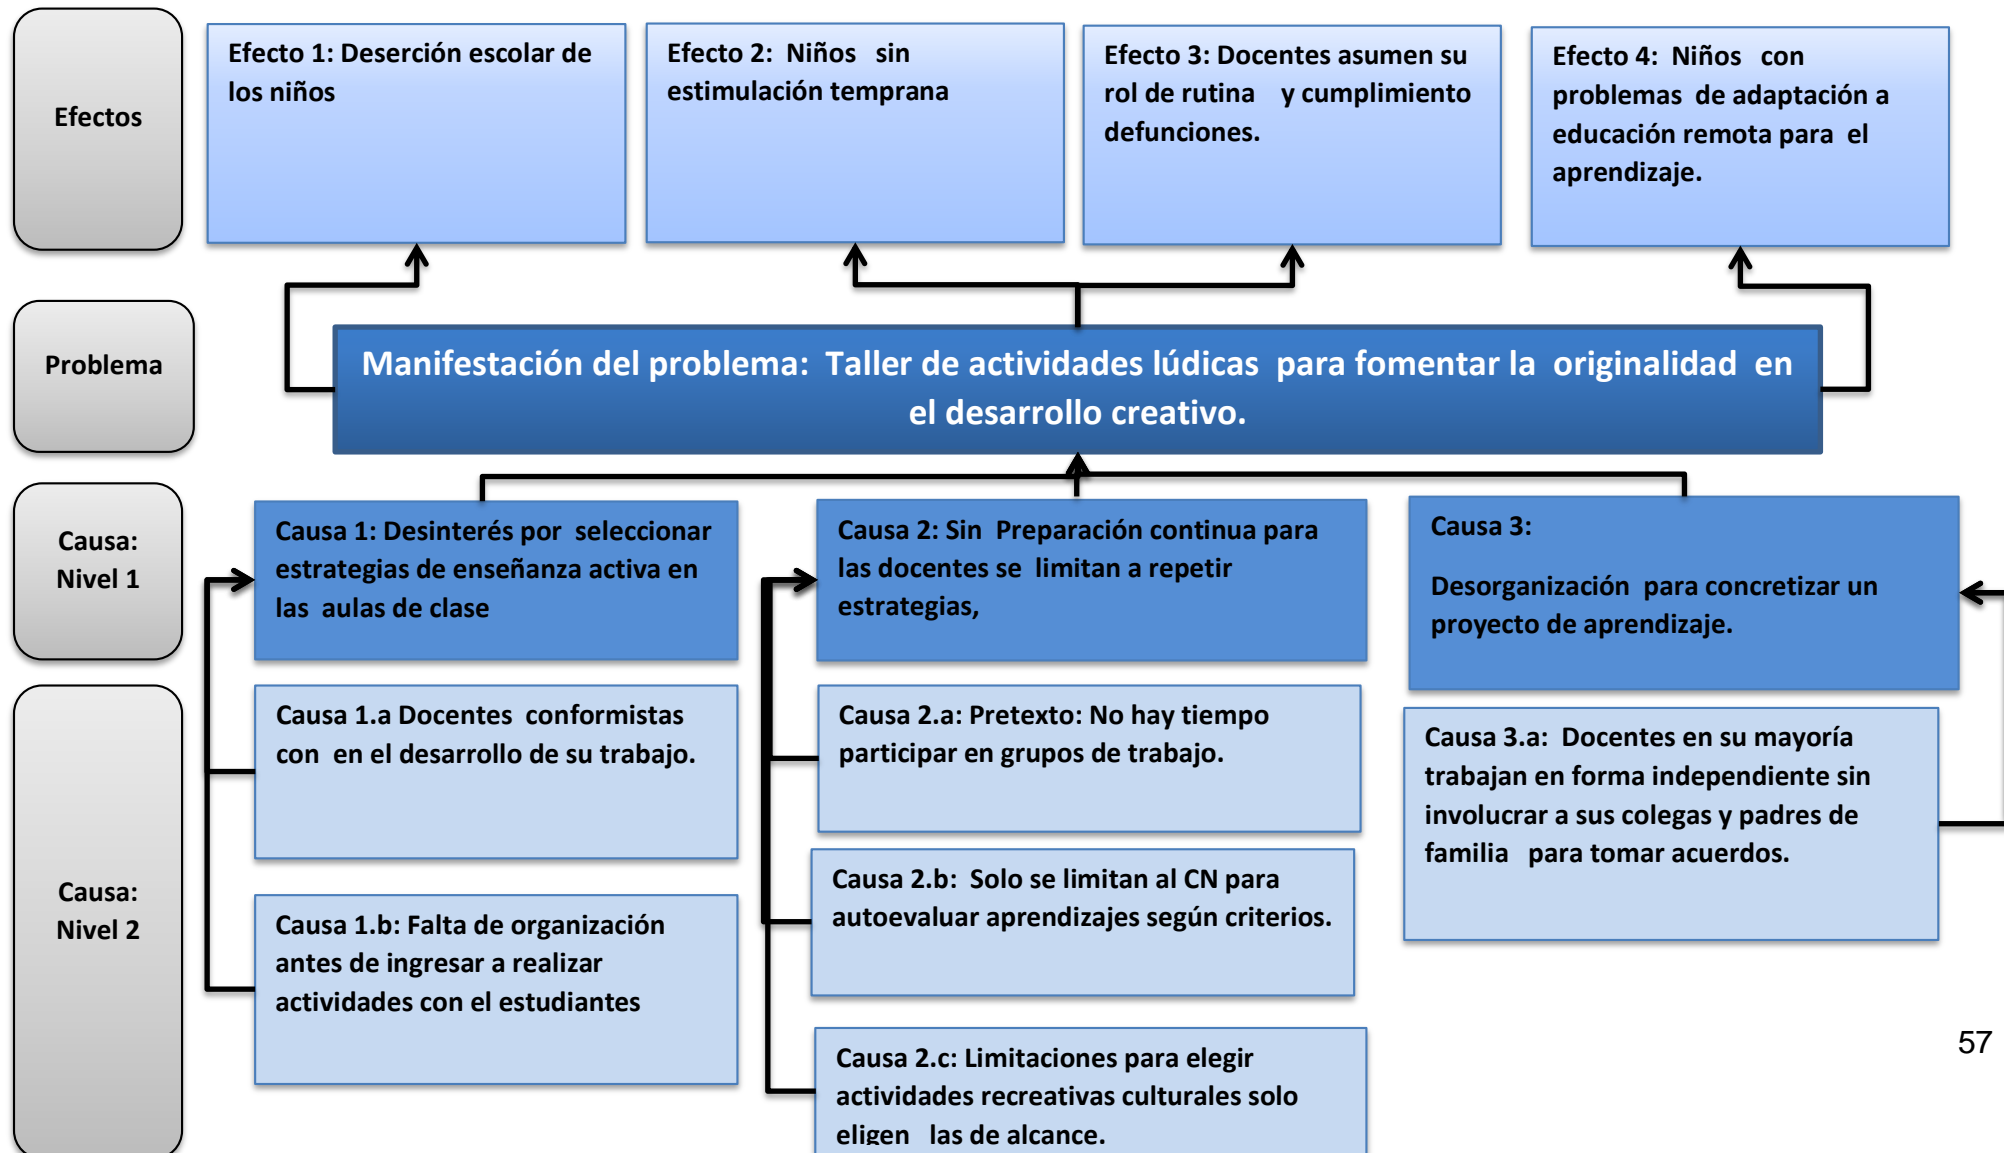 Efectos
Efecto 1: Deserción escolar de
los niños
Efecto 2: Niños sin
estimulación temprana
Efecto 3: Docentes asumen su
rol de rutina y cumplimiento
defunciones.
Efecto 4: Niños con
problemas de adaptación a
educación remota para el
aprendizaje.
Problema
Manifestación del problema: Taller de actividades lúdicas para fomentar la originalidad en
el desarrollo creativo.
Causa:
Nivel 1
Causa 1: Desinterés por seleccionar
estrategias de enseñanza activa en
las aulas de clase
Causa 2: Sin Preparación continua para
las docentes se limitan a repetir
estrategias,
Causa 3:
Desorganización para concretizar un
proyecto de aprendizaje.
Causa:
Nivel 2
Causa 1.a Docentes conformistas
con en el desarrollo de su trabajo.
Causa 1.b: Falta de organización
antes de ingresar a realizar
actividades con el estudiantes
Causa 2.a: Pretexto: No hay tiempo
participar en grupos de trabajo.
Causa 2.b: Solo se limitan al CN para
autoevaluar aprendizajes según criterios.
Causa 2.c: Limitaciones para elegir
actividades recreativas culturales solo
eligen las de alcance.
Causa 3.a: Docentes en su mayoría
trabajan en forma independiente sin
involucrar a sus colegas y padres de
familia para tomar acuerdos.
57